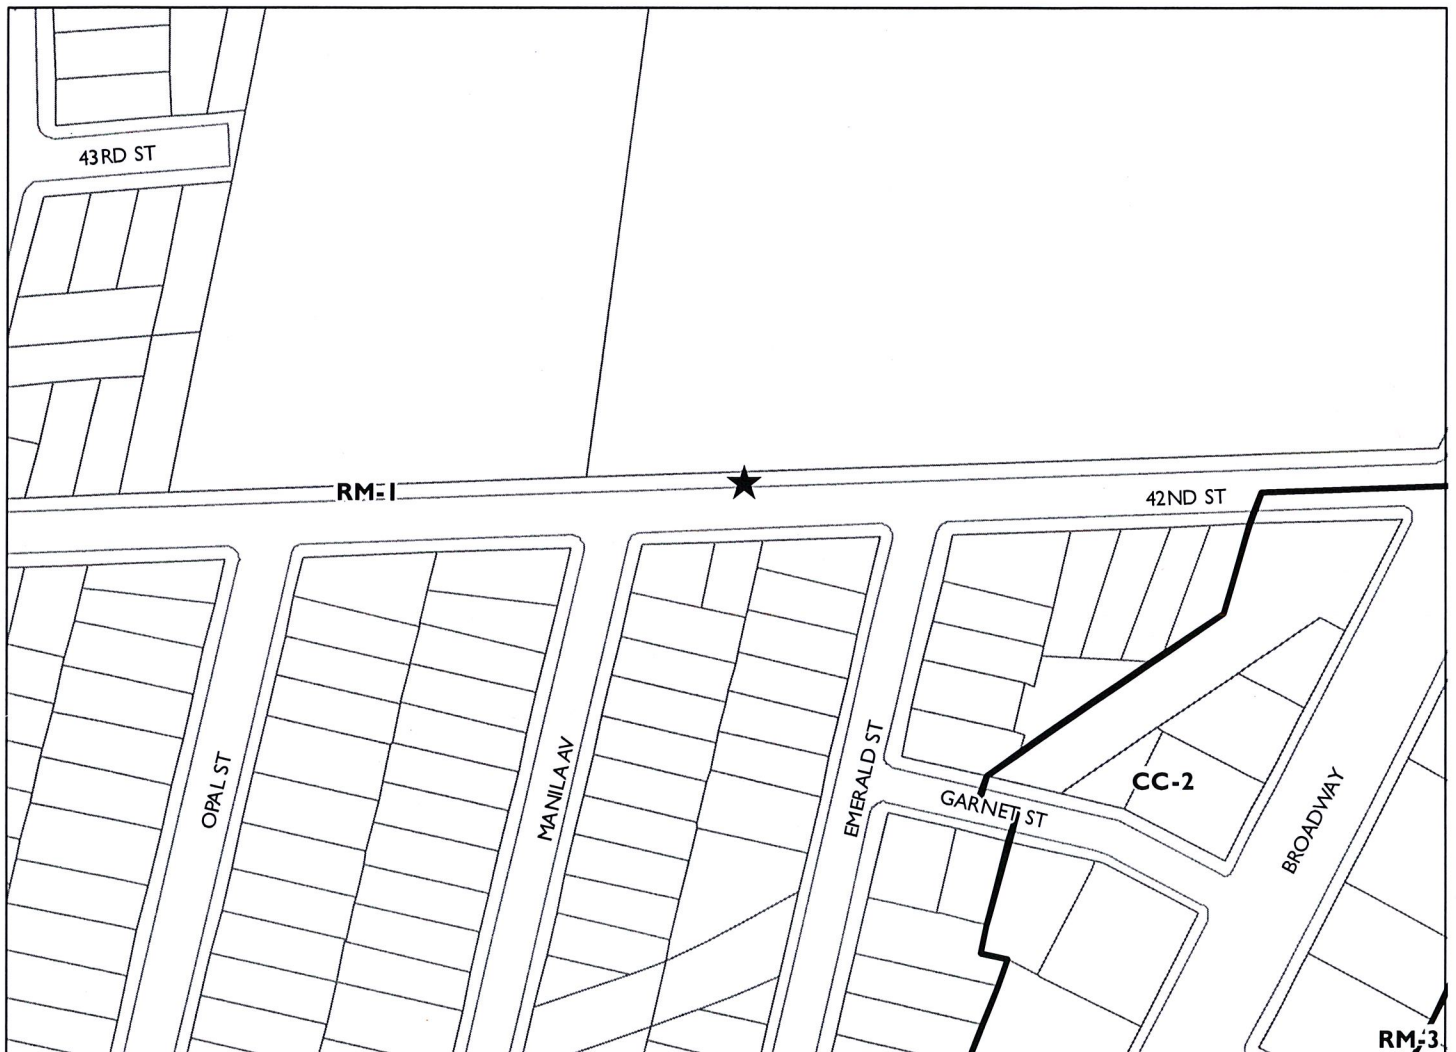 43RD ST
RM-1
42ND ST
OPAL ST
MANILA AV
EMERALD ST
GARNET ST
CC-2
BROADWAY
RM-3